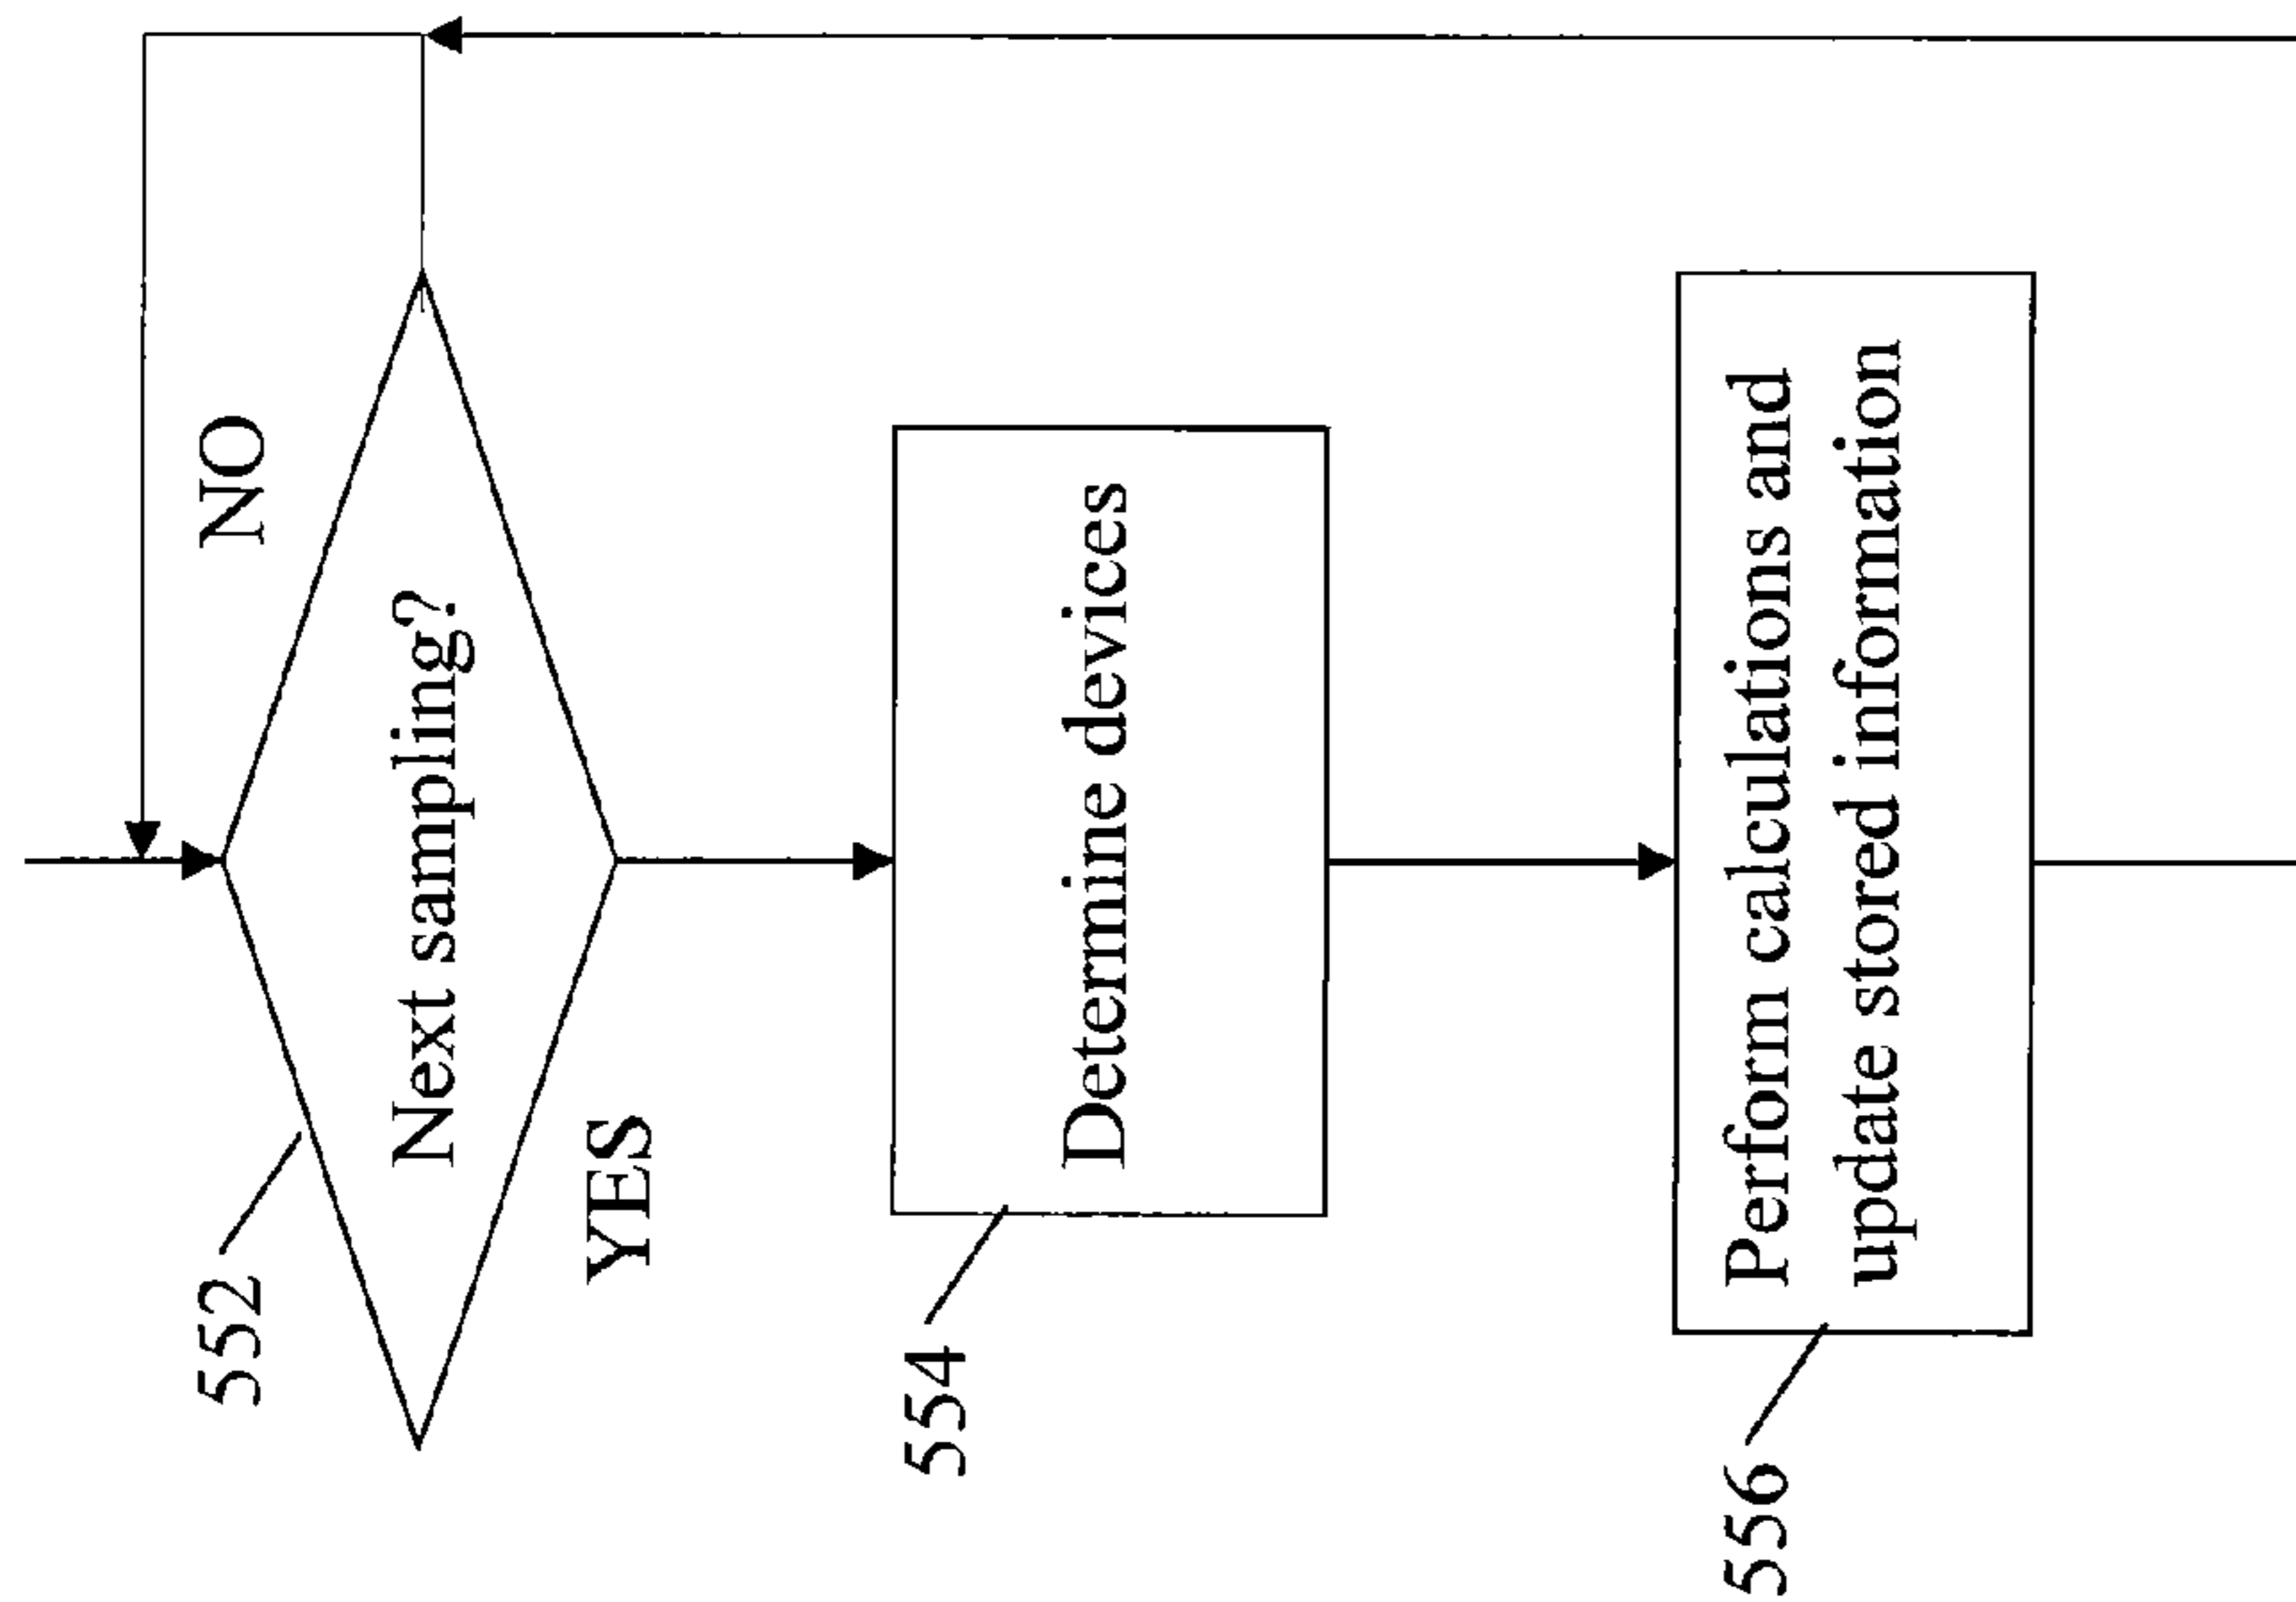 NO
552
Next sampling?
YES
554
Determine devices
556
Perform calculations and
update stored information